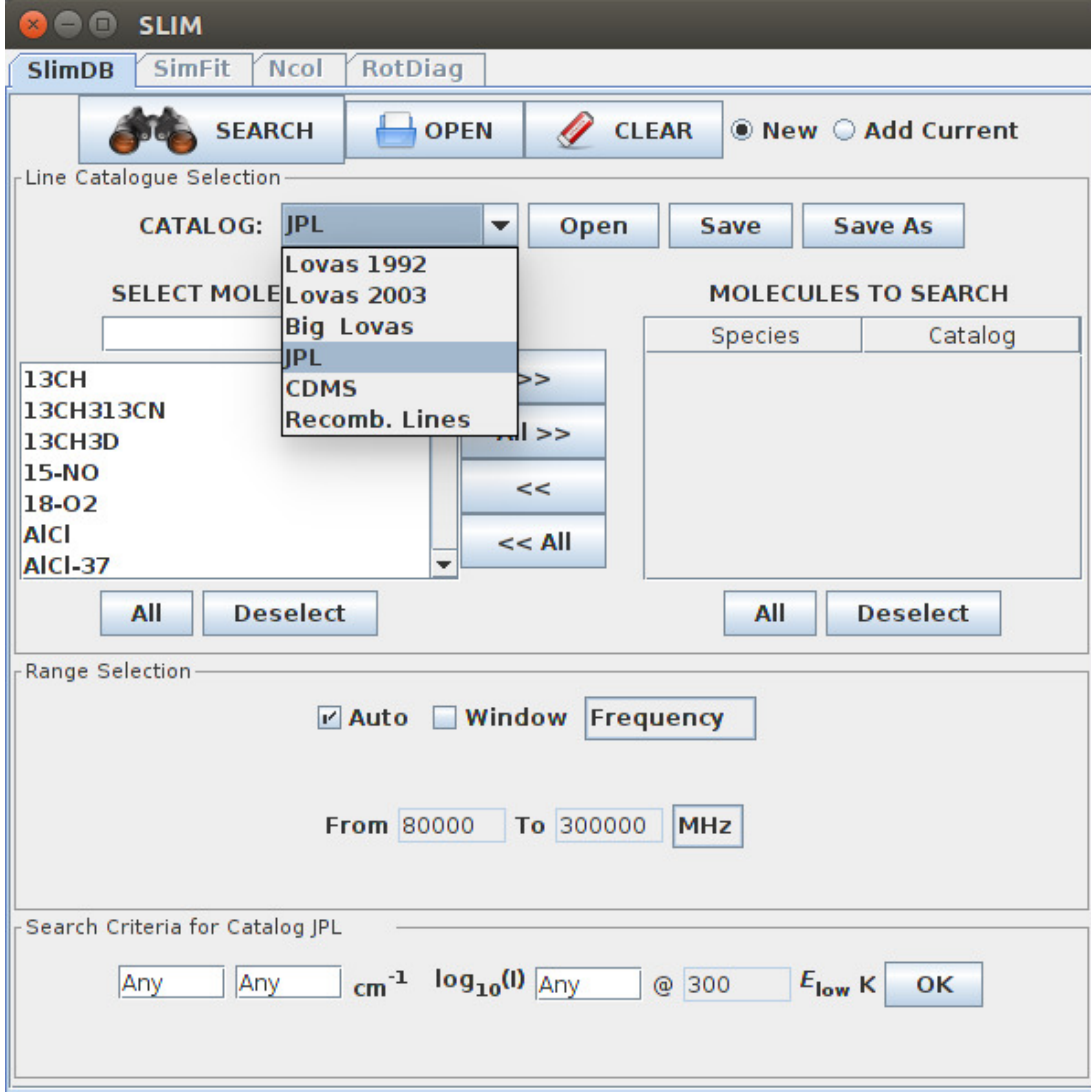 SLIM
SlimDB SimFit Ncol RotDiag
SEARCH OPEN CLEAR New Add Current
Line Catalogue Selection
CATALOG: JPL Open Save Save As
Lovas 1992
Lovas 2003
Big Lovas
JPL
CDMS
Recomb. Lines
SELECT MOLE
13CH
13CH313CN
13CH3D
15-NO
18-O2
AlCl
AlCl-37
>>
All >>
<<
<< All
MOLECULES TO SEARCH
Species Catalog
All Deselect
All Deselect
Range Selection
Auto Window Frequency
From 80000 To 300000 MHz
Search Criteria for Catalog JPL
Any Any cm-1 log10(I) Any @ 300 Elow K OK